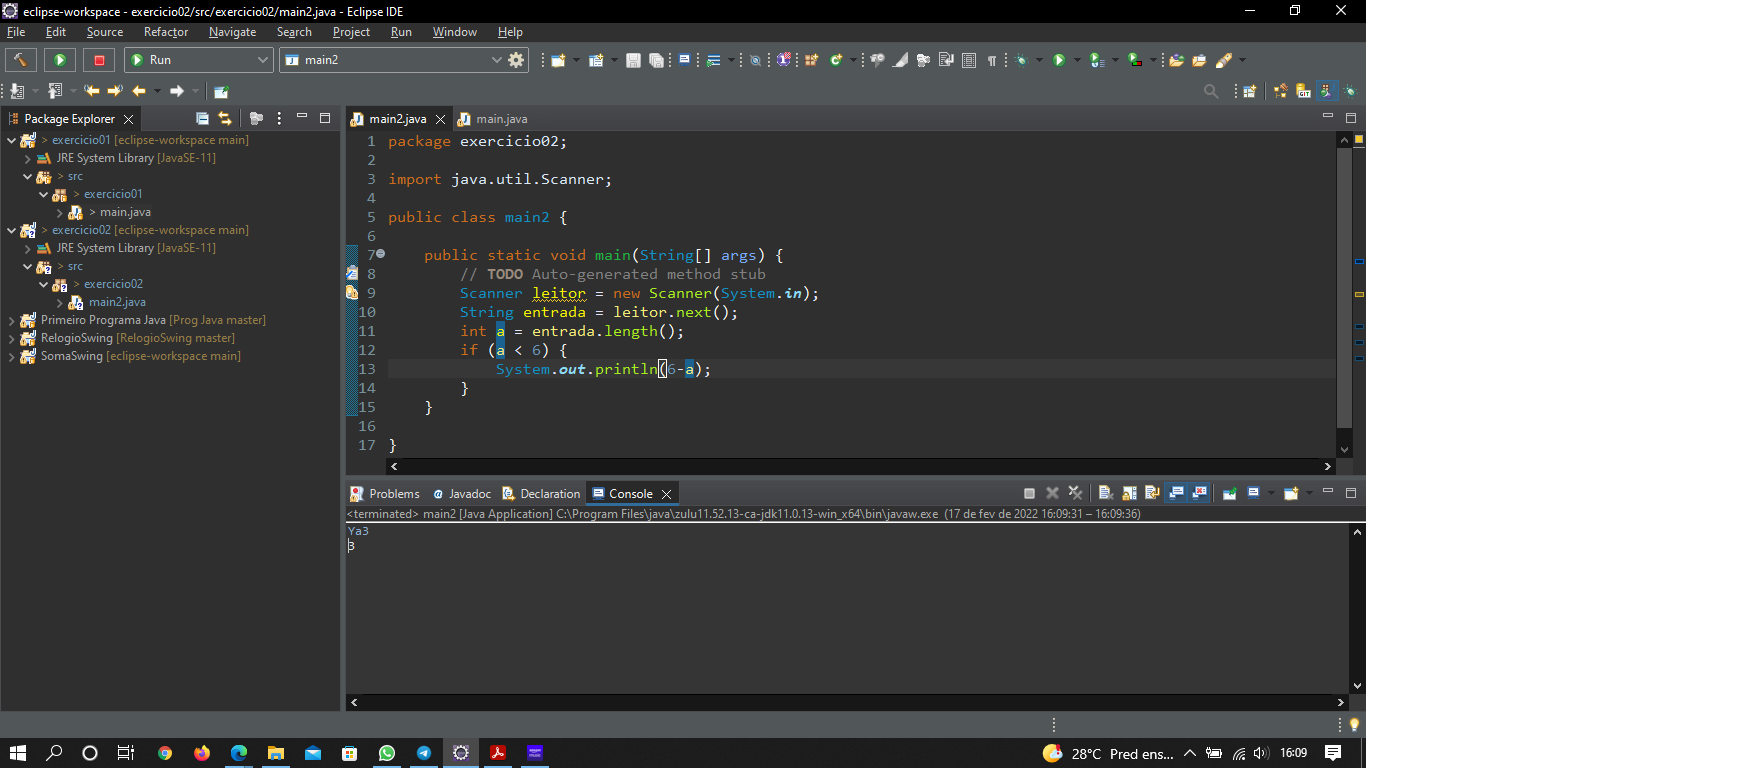 eclipse-workspace - exercicio02/src/exercicio02/main2.java - Eclipse IDE
File Edit Source Refactor Navigate Search Project Run Window Help
Run main2
Package Explorer
> exercicio01 [eclipse-workspace main]
JRE System Library [JavaSE-11]
> src
> exercicio01
> main.java
> exercicio02 [eclipse-workspace main]
JRE System Library [JavaSE-11]
> src
> exercicio02
main2.java
Primeiro Programa Java [Prog Java master]
RelogioSwing [RelogioSwing master]
SomaSwing [eclipse-workspace main]
main2.java main.java
1 package exercicio02;
2
3 import java.util.Scanner;
4
5 public class main2 {
6
7 public static void main(String[] args) {
8 // TODO Auto-generated method stub
9 Scanner leitor = new Scanner(System.in);
10 String entrada = leitor.next();
11 int a = entrada.length();
12 if (a < 6) {
13 System.out.println(6-a);
14 }
15 }
16
17 }
Problems Javadoc Declaration Console
<terminated> main2 [Java Application] C:\Program Files\java\zulu11.52.13-ca-jdk11.0.13-win_x64\bin\javaw.exe (17 de fev de 2022 16:09:31 – 16:09:36)
Ya3
3
28°C Pred ens... 16:09